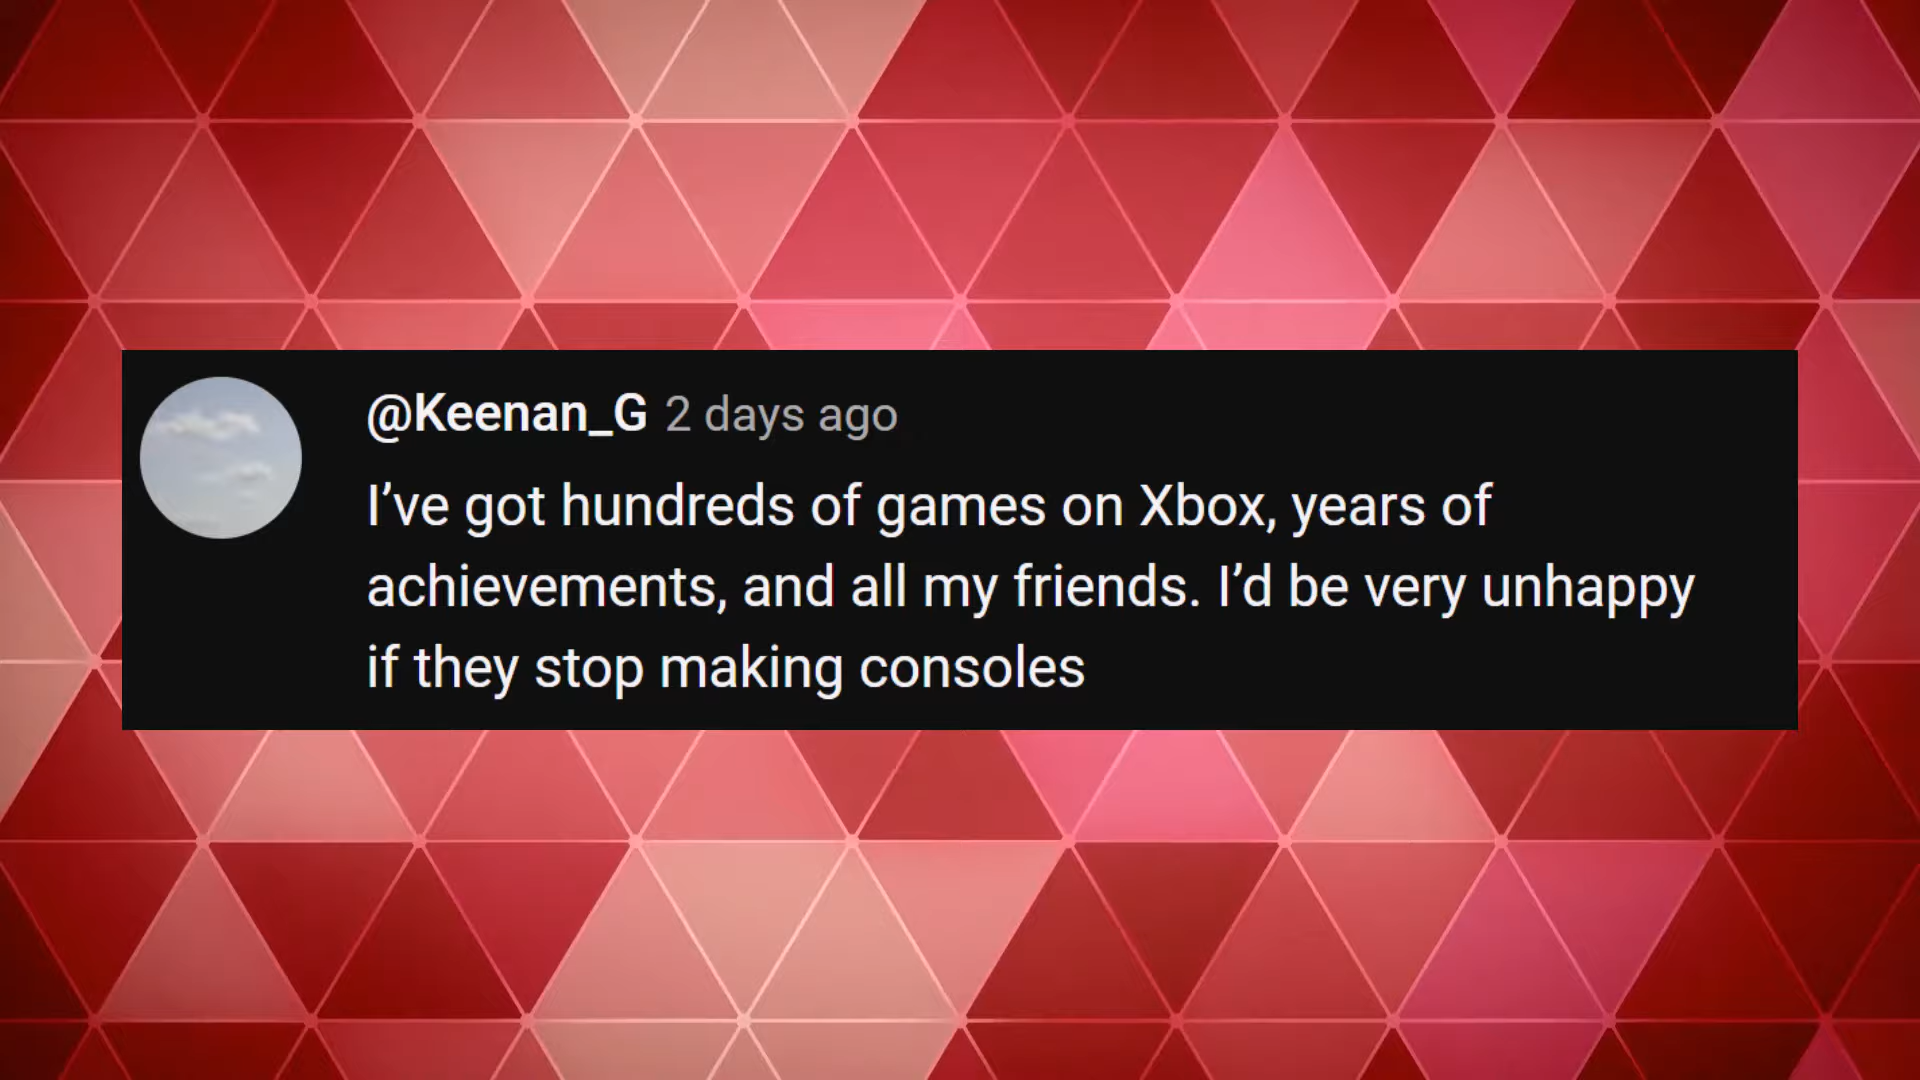 @Keenan_G 2 days ago
I’ve got hundreds of games on Xbox, years of
achievements, and all my friends. I’d be very unhappy
if they stop making consoles